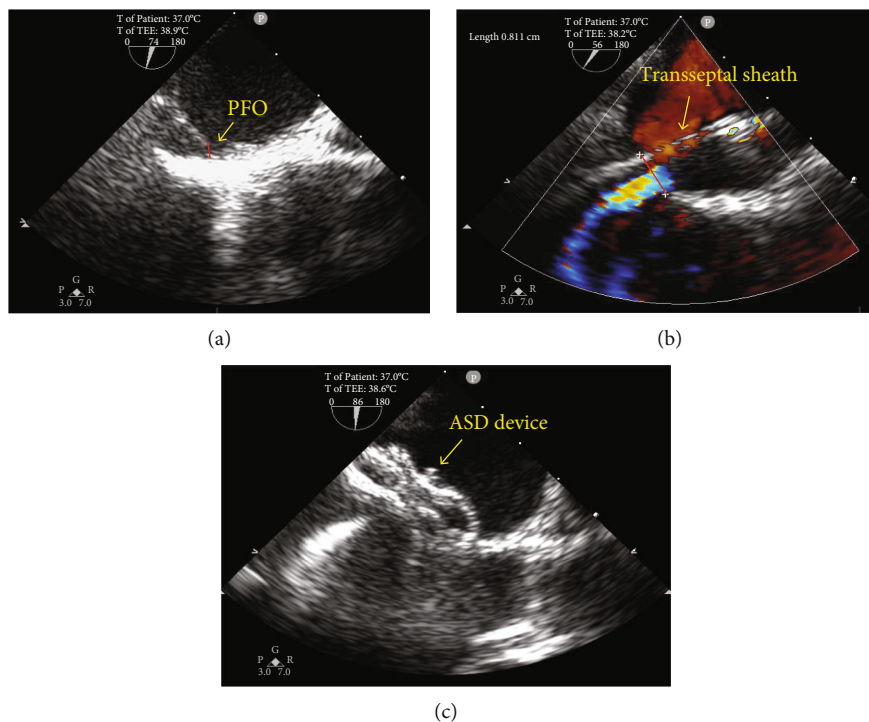 T of Patient: 37.0°C
T of TEE: 38.9°C
0 74 180
P
PFO
G
P R
3.0 7.0
(a)
T of Patient: 37.0°C
T of TEE: 38.2°C
Length 0.811 cm
0 56 180
P
Transseptal sheath
G
P R
3.0 7.0
(b)
T of Patient: 37.0°C
T of TEE: 38.6°C
0 86 180
P
ASD device
G
P R
3.0 7.0
(c)